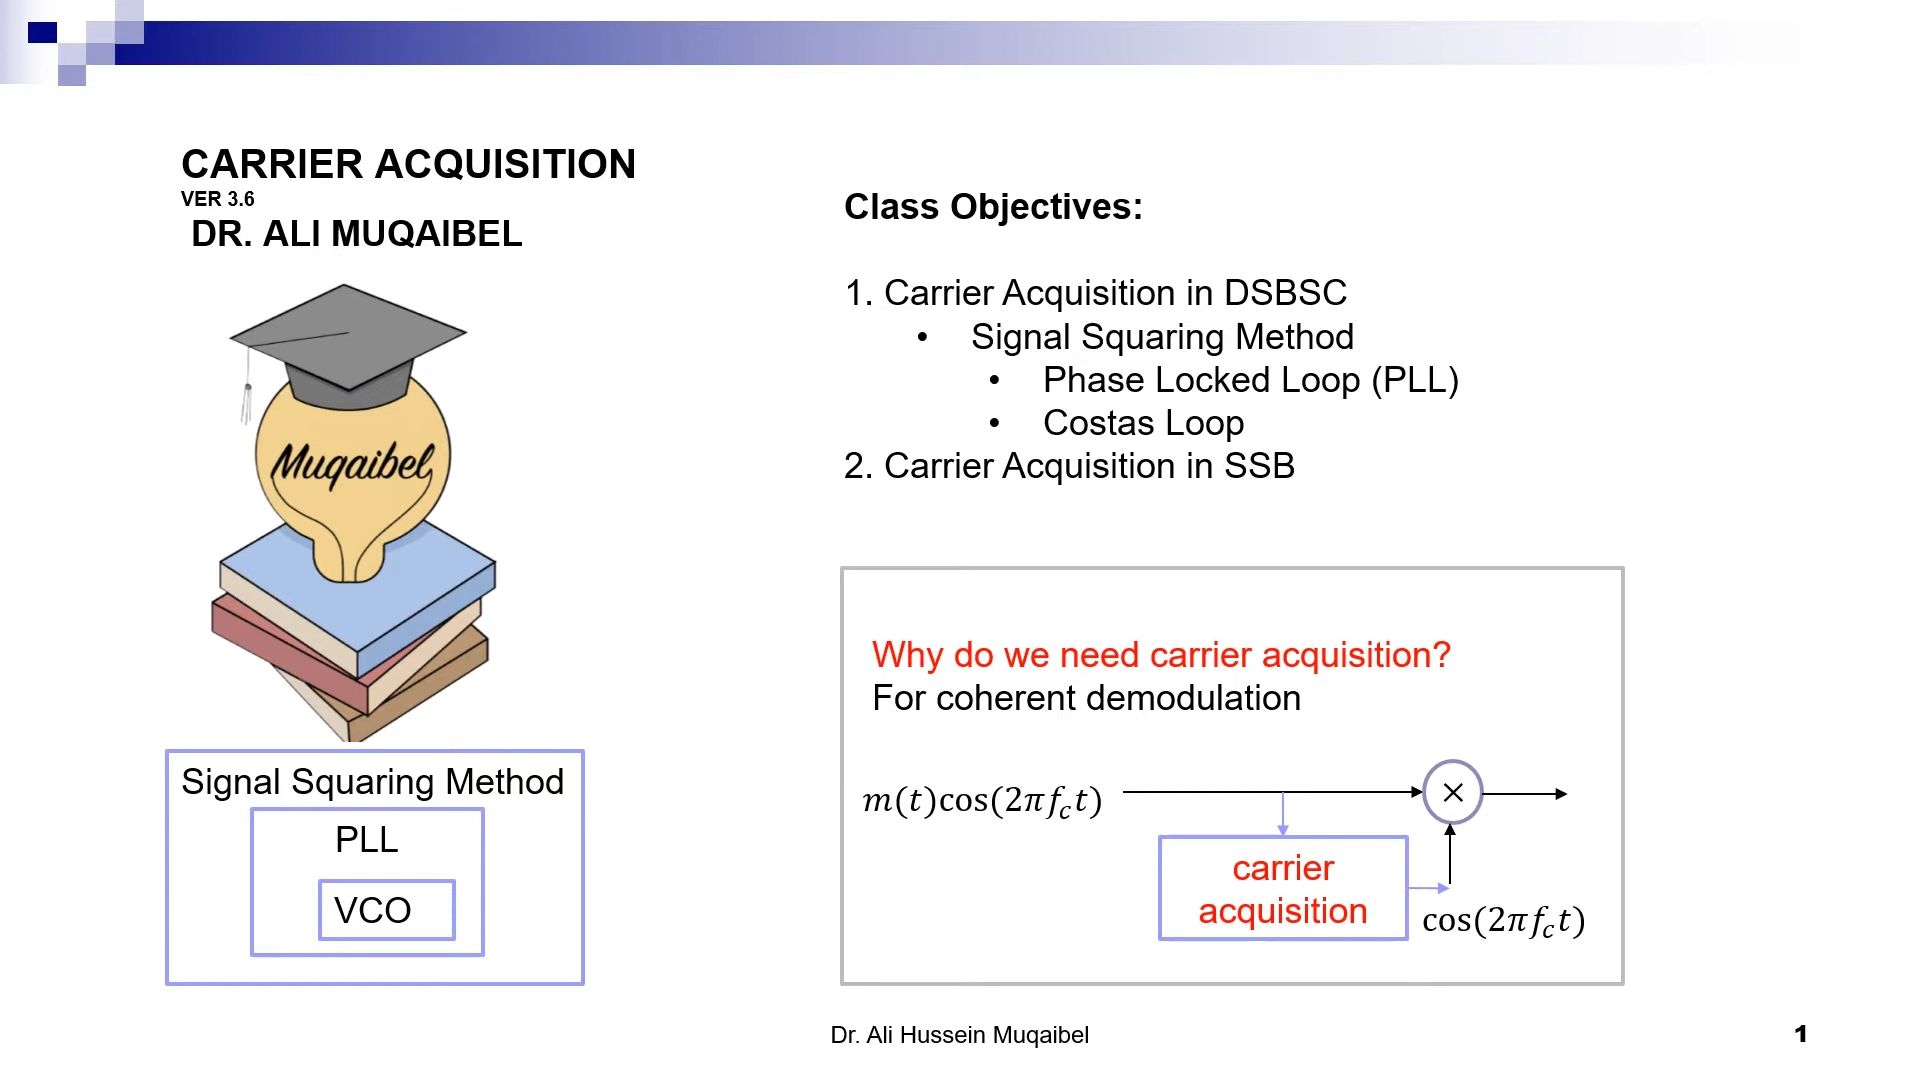 CARRIER ACQUISITION
VER 3.6
DR. ALI MUQAIBEL
Muqaibel
Signal Squaring Method
PLL
VCO
Class Objectives:
1. Carrier Acquisition in DSBSC
• Signal Squaring Method
• Phase Locked Loop (PLL)
• Costas Loop
2. Carrier Acquisition in SSB
Why do we need carrier acquisition?
For coherent demodulation
m(t)cos(2πf_c t)
×
carrier
acquisition
cos(2πf_c t)
Dr. Ali Hussein Muqaibel
1